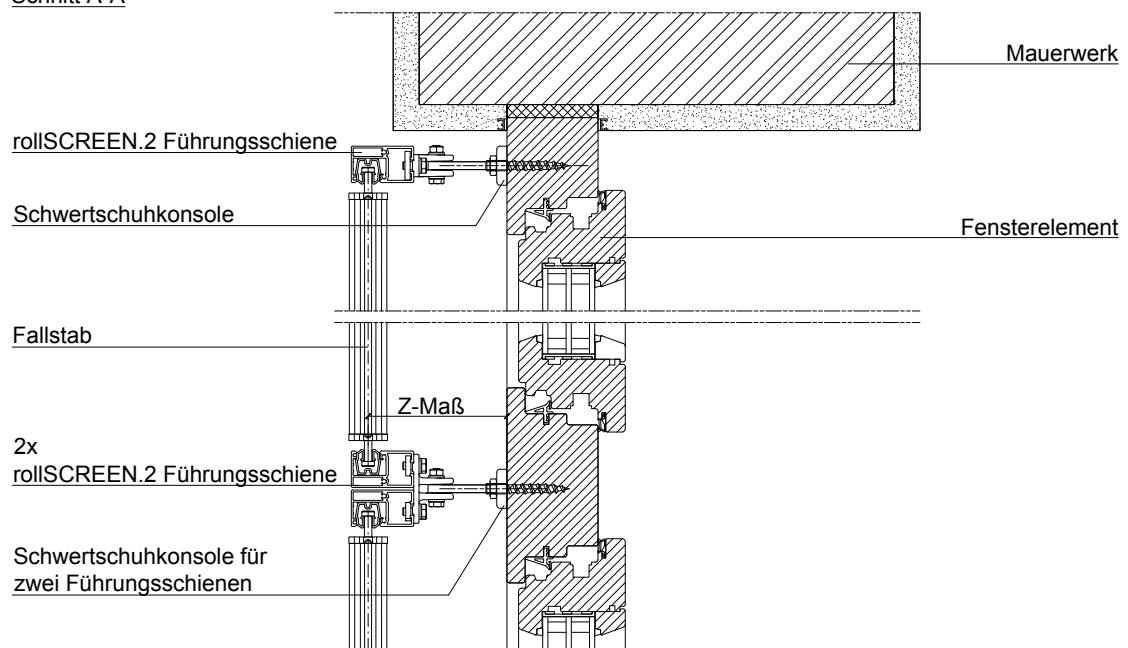 Schnitt A-A
Mauerwerk
rollSCREEN.2 Führungsschiene
Schwertschuhkonsole
Fensterelement
Fallstab
Z-Maß
2x
rollSCREEN.2 Führungsschiene
Schwertschuhkonsole für
zwei Führungsschienen